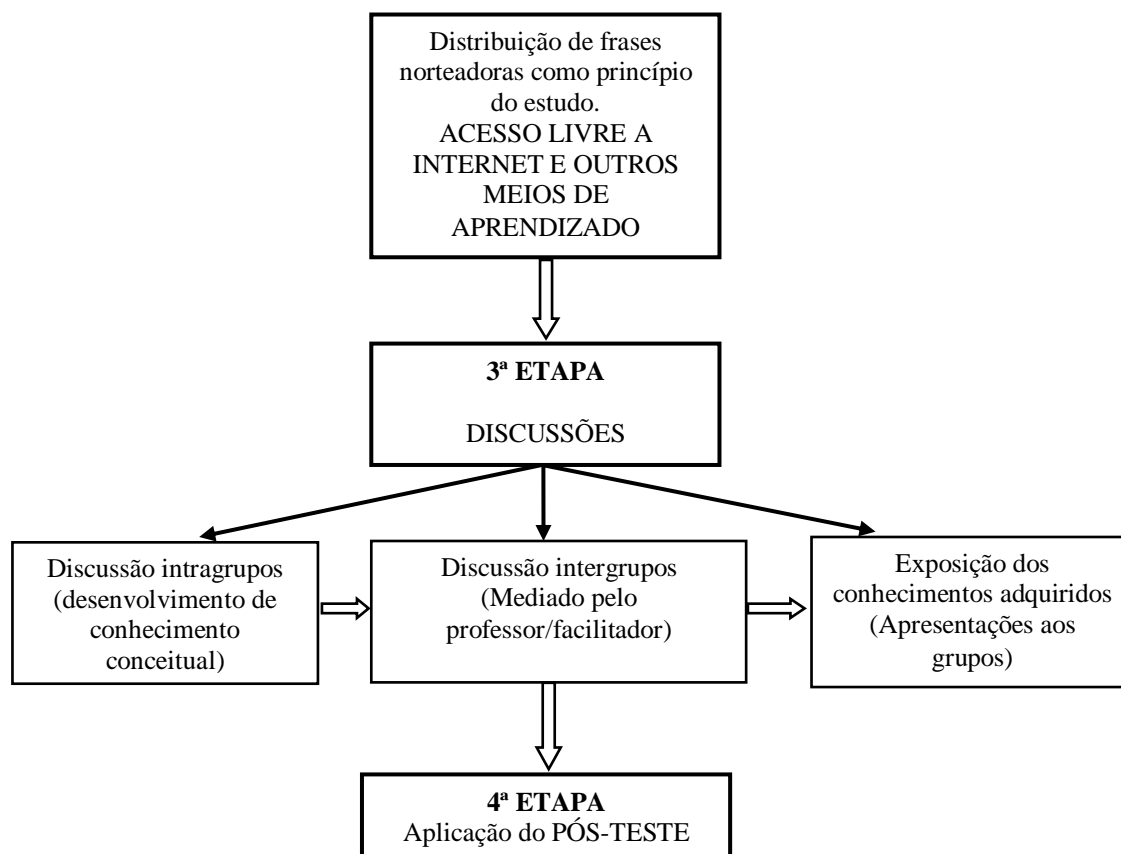 Distribuição de frases
norteadoras como princípio
do estudo.
ACESSO LIVRE A
INTERNET E OUTROS
MEIOS DE
APRENDIZADO
3ª ETAPA
DISCUSSÕES
Discussão intragrupos
(desenvolvimento de
conhecimento
conceitual)
Discussão intergrupos
(Mediado pelo
professor/facilitador)
Exposição dos
conhecimentos adquiridos
(Apresentações aos
grupos)
4ª ETAPA
Aplicação do PÓS-TESTE